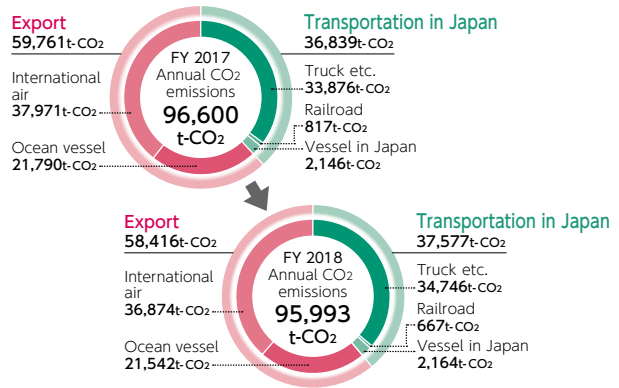 Export
59,761t-CO2
International
air
37,971t-CO2
Ocean vessel
21,790t-CO2
FY 2017
Annual CO2
emissions
96,600
t-CO2
Transportation in Japan
36,839t-CO2
Truck etc.
33,876t-CO2
Railroad
817t-CO2
Vessel in Japan
2,146t-CO2
Export
58,416t-CO2
International
air
36,874t-CO2
Ocean vessel
21,542t-CO2
FY 2018
Annual CO2
emissions
95,993
t-CO2
Transportation in Japan
37,577t-CO2
Truck etc.
34,746t-CO2
Railroad
667t-CO2
Vessel in Japan
2,164t-CO2